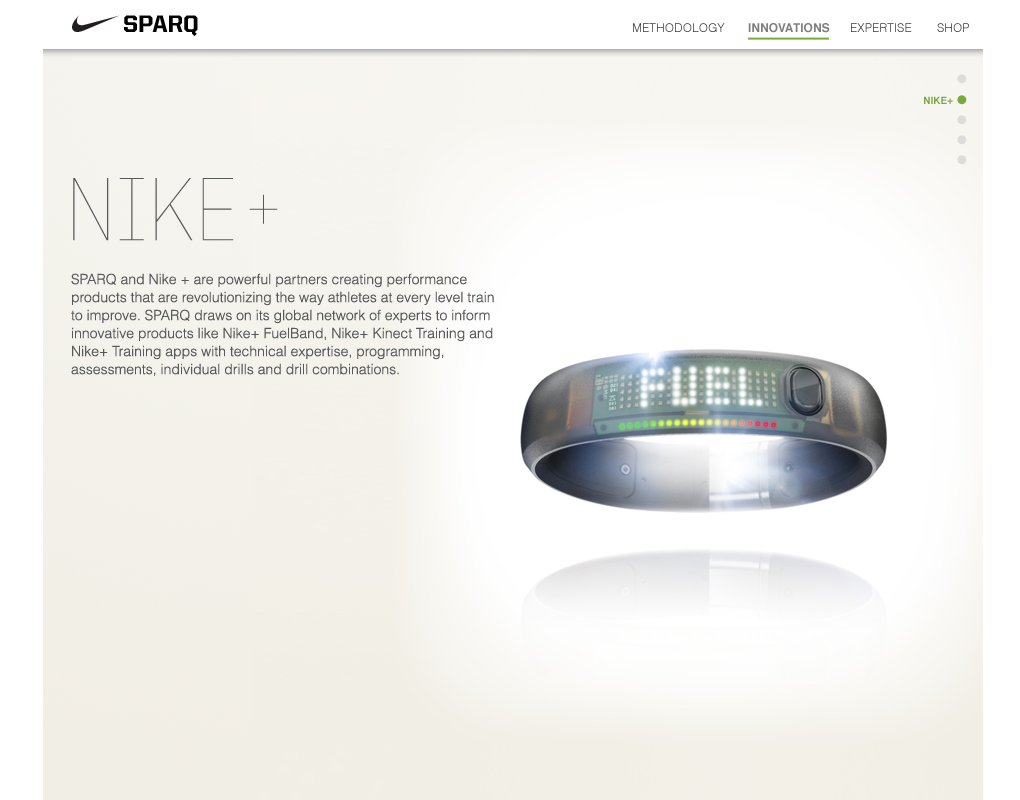 SPARQ
METHODOLOGY
INNOVATIONS
EXPERTISE
SHOP
NIKE+
NIKE+
SPARQ and Nike + are powerful partners creating performance
products that are revolutionizing the way athletes at every level train
to improve. SPARQ draws on its global network of experts to inform
innovative products like Nike+ FuelBand, Nike+ Kinect Training and
Nike+ Training apps with technical expertise, programming,
assessments, individual drills and drill combinations.
FUEL